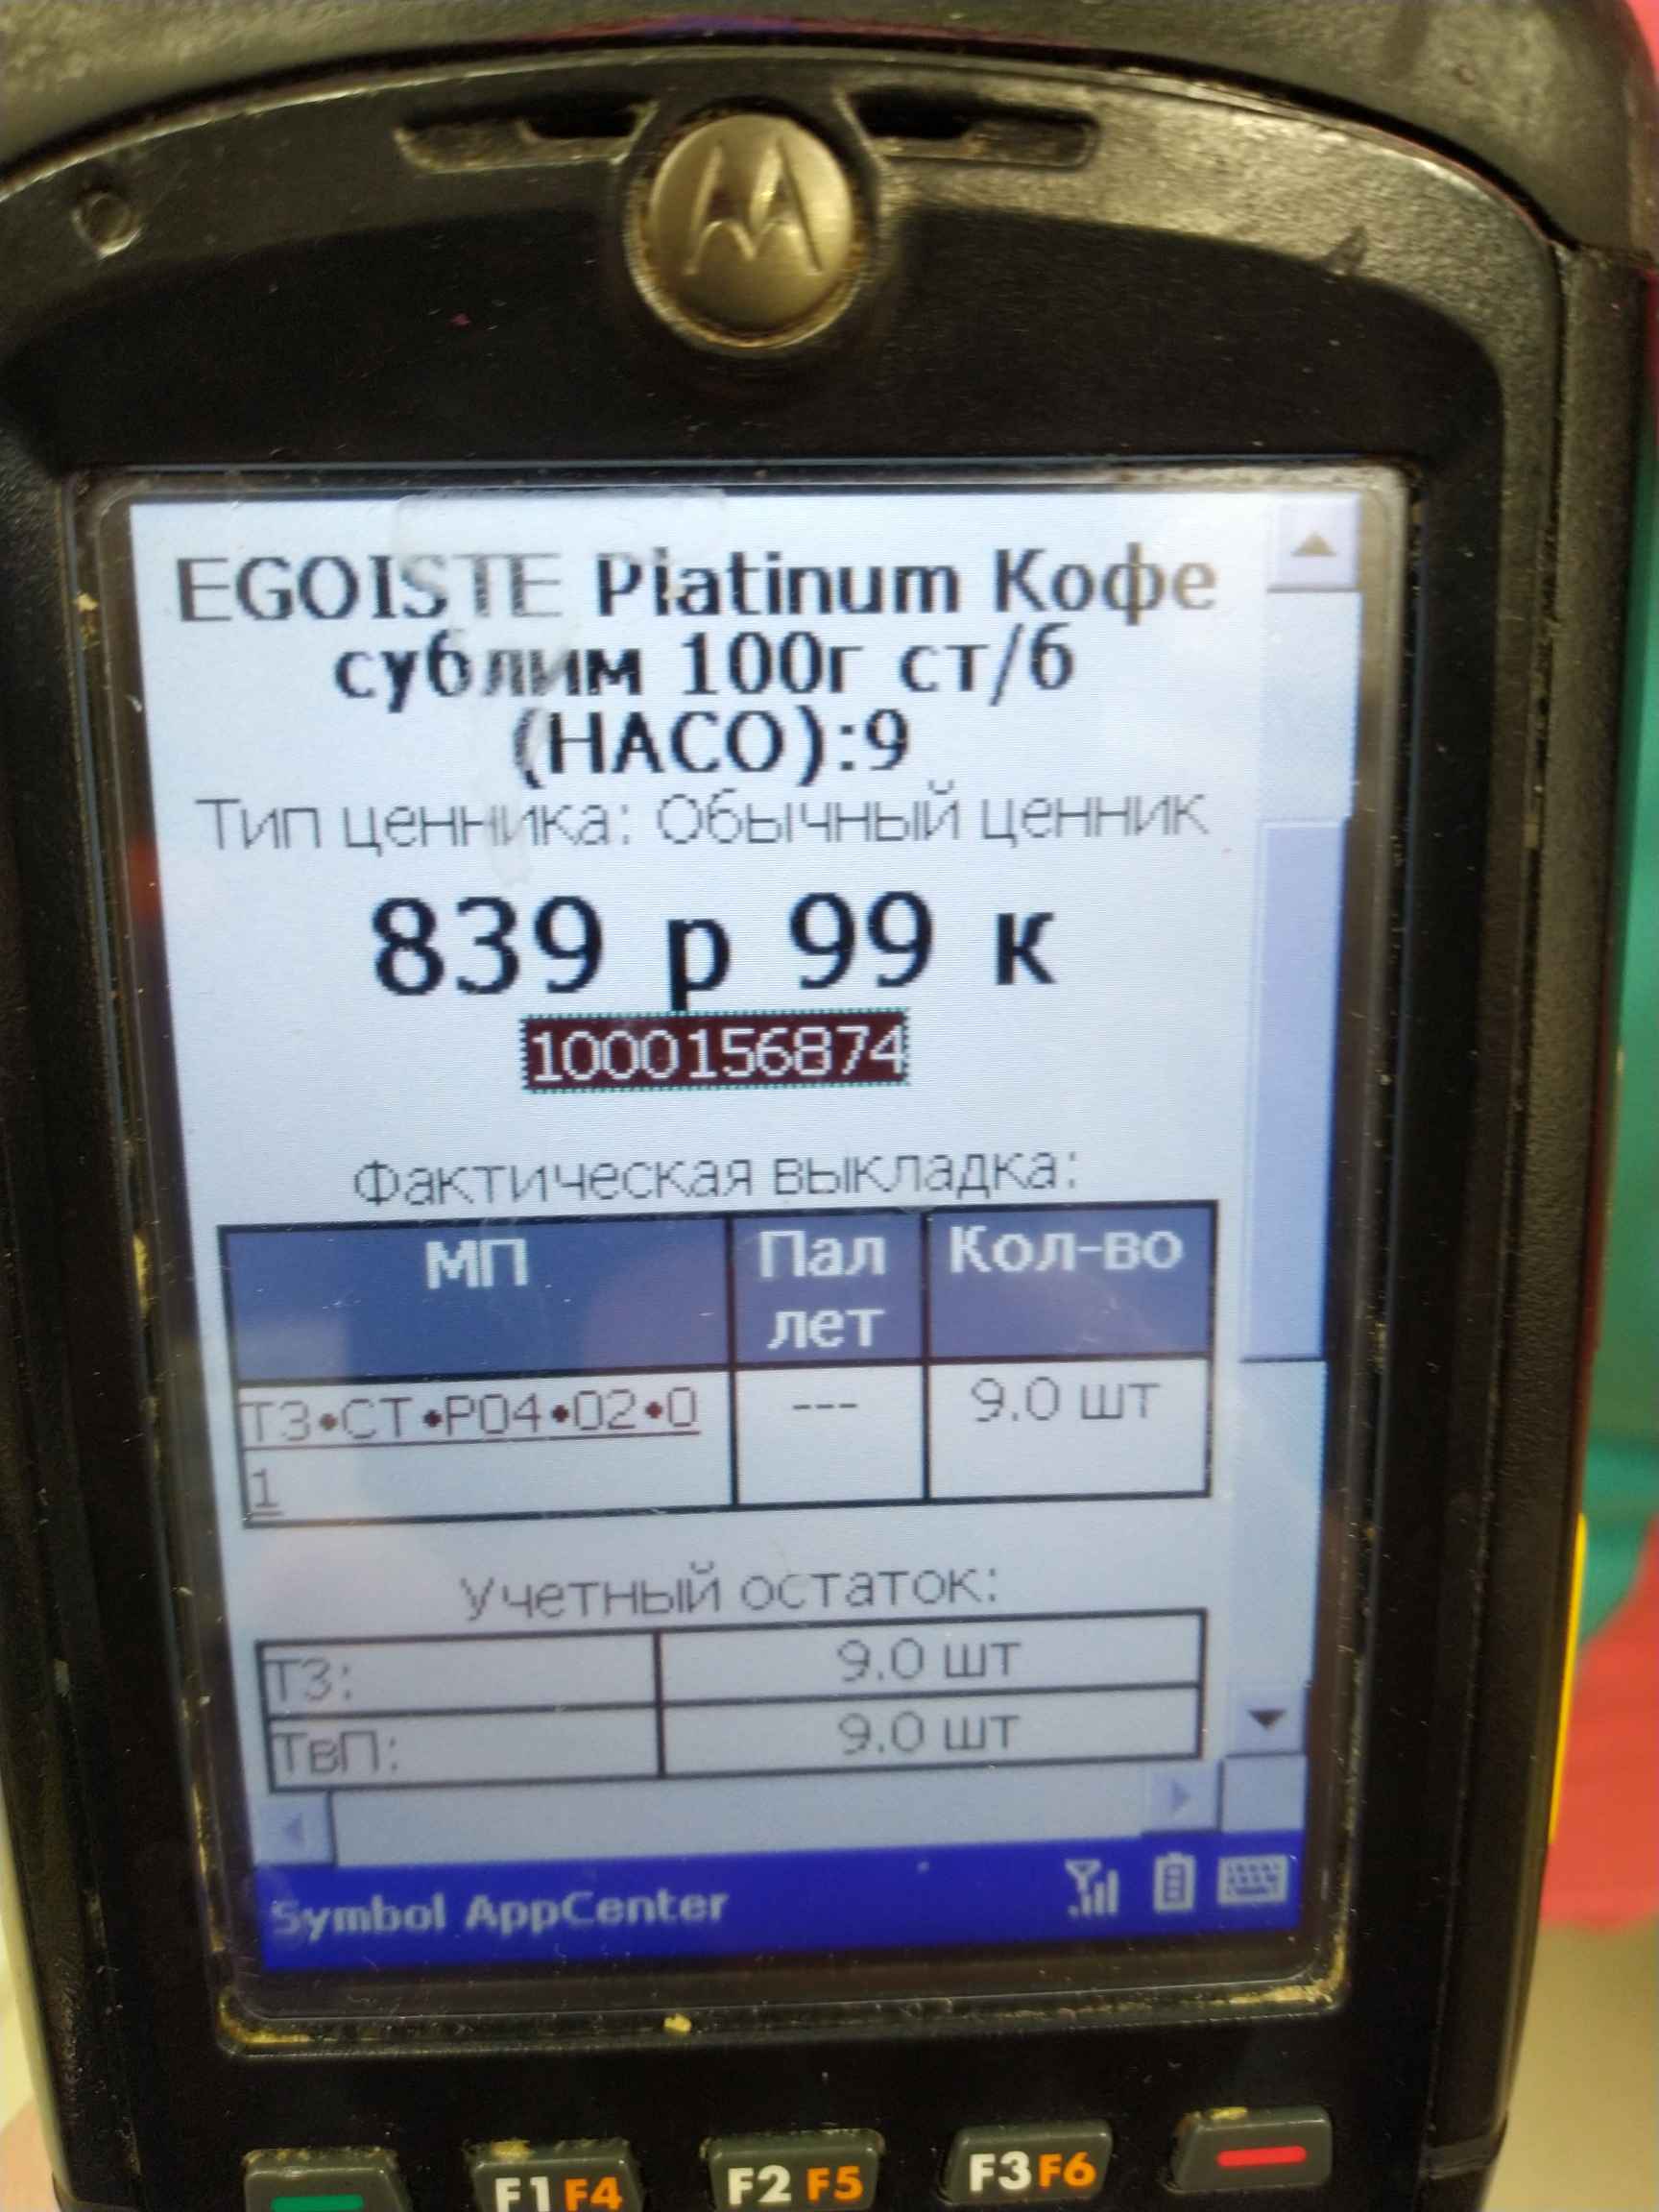 EGOISTE Platinum Кофе
сублим 100г ст/б
(HACO):9
Тип ценника: Обычный ценник
839 р 99 к
1000156874
Фактическая выкладка:
МП Пал Кол-во
лет
ТЗ•СТ•Р04•02•0 --- 9.0 шт
1
Учетный остаток:
ТЗ: 9.0 шт
ТвП: 9.0 шт
Symbol AppCenter
F1 F4 F2 F5 F3 F6